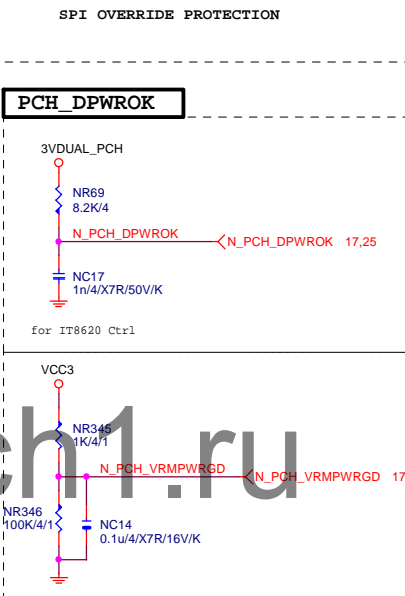 SPI OVERRIDE PROTECTION
PCH_DPWROK
3VDUAL_PCH
NR69
8.2K/4
N_PCH_DPWROK
N_PCH_DPWROK 17,25
NC17
1n/4/X7R/50V/K
for IT8620 Ctrl
VCC3
NR345
1K/4/1
N_PCH_VRMPWRGD
N_PCH_VRMPWRGD 17
NR346
100K/4/1
NC14
0.1u/4/X7R/16V/K
ch1.ru